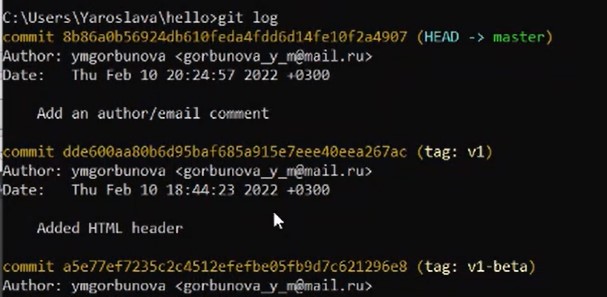 C:\Users\Yaroslava\hello>git log
commit 8b86a0b56924db610feda4fdd6d14fe10f2a4907 (HEAD -> master)
Author: ymgorbunova <gorbunova_y_m@mail.ru>
Date:   Thu Feb 10 20:24:57 2022 +0300
Add an author/email comment
commit dde600aa80b6d95baf685a915e7eee40eea267ac (tag: v1)
Author: ymgorbunova <gorbunova_y_m@mail.ru>
Date:   Thu Feb 10 18:44:23 2022 +0300
Added HTML header
commit a5e77ef7235c2c4512efefbe05fb9d7c621296e8 (tag: v1-beta)
Author: ymgorbunova <gorbunova_y_m@mail.ru>